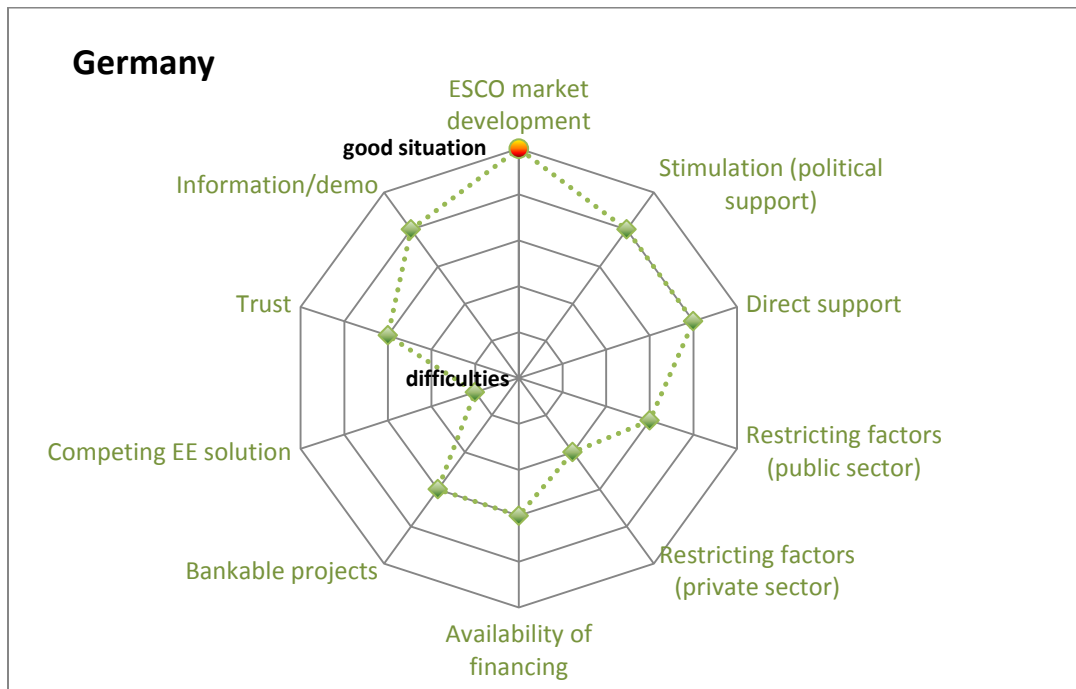 Germany
ESCO market
development
good situation
Stimulation (political
support)
Information/demo
Trust
Direct support
difficulties
Competing EE solution
Restricting factors
(public sector)
Bankable projects
Restricting factors
(private sector)
Availability of
financing